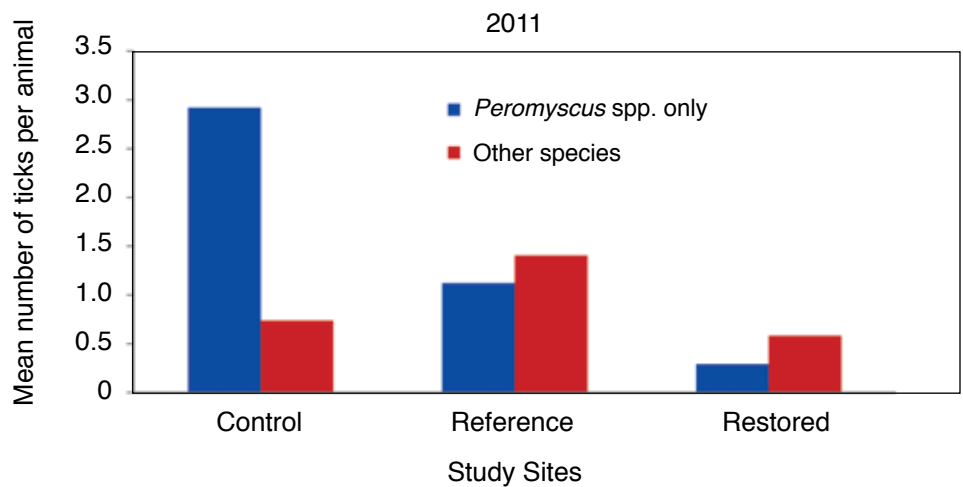 2011
Mean number of ticks per animal
3.5
3.0
2.5
2.0
1.5
1.0
0.5
0
Peromyscus spp. only
Other species
Control
Reference
Restored
Study Sites